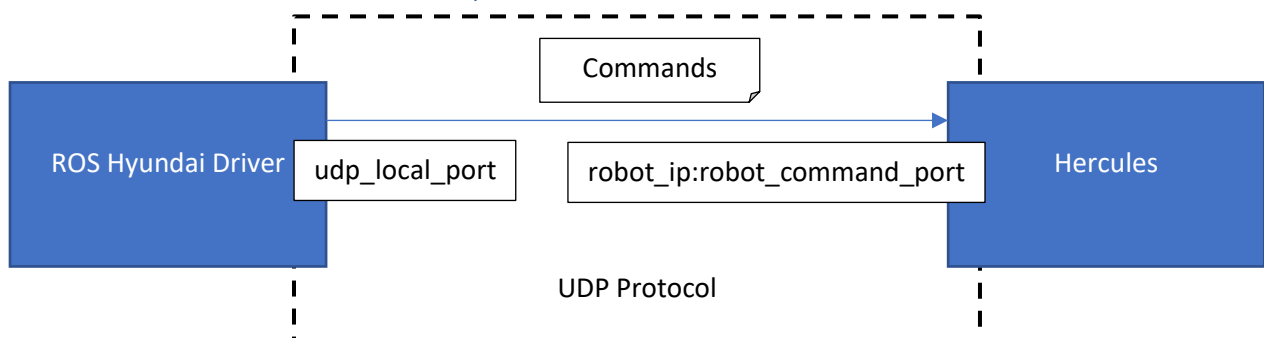 Commands
ROS Hyundai Driver
udp_local_port
robot_ip:robot_command_port
Hercules
UDP Protocol